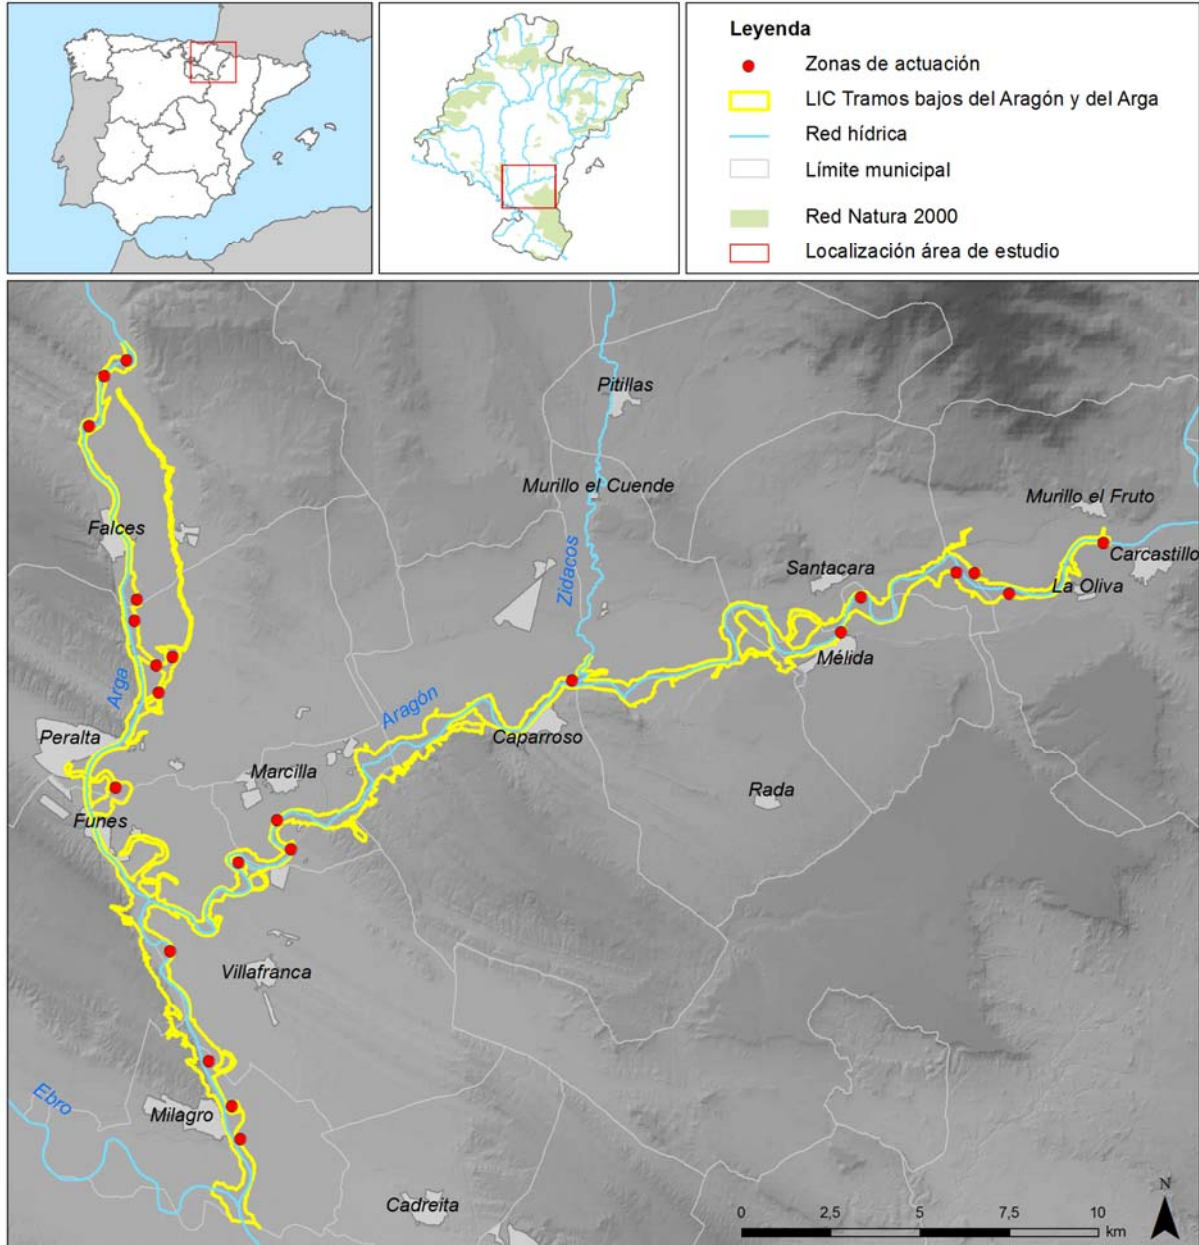 Leyenda
Zonas de actuación
LIC Tramos bajos del Aragón y del Arga
Red hídrica
Límite municipal
Red Natura 2000
Localización área de estudio
Pitillas
Murillo el Cuende
Murillo el Fruto
Falces
Zidacos
Santacara
Carcastillo
La Oliva
Mélida
Arga
Aragón
Peralta
Caparroso
Marcilla
Rada
Funes
Villafranca
Ebro
Milagro
Cadreita
N
0 2,5 5 7,5 10
km